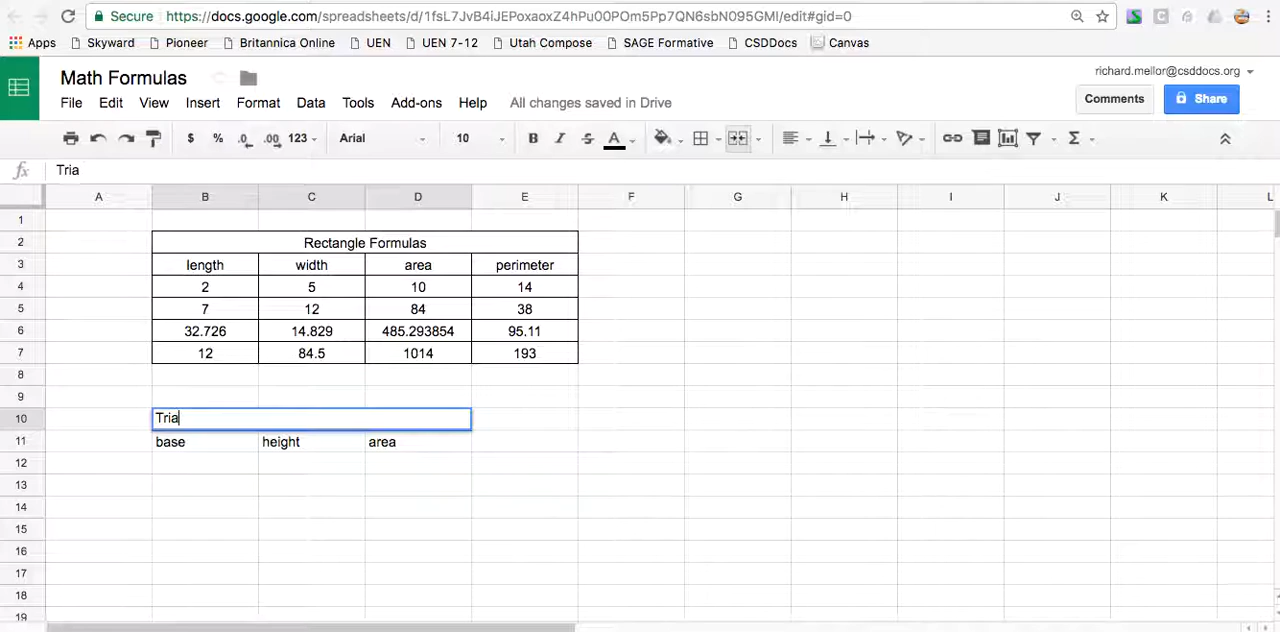 Secure https://docs.google.com/spreadsheets/d/1fsL7JvB4iJEPoxaoxZ4hPu00POm5Pp7QN6sbN095GMI/edit#gid=0
Apps Skyward Pioneer Britannica Online UEN UEN 7-12 Utah Compose SAGE Formative CSDDocs Canvas
Math Formulas richard.mellor@csddocs.org
File Edit View Insert Format Data Tools Add-ons Help All changes saved in Drive Comments Share
$ % .0 .00 123 Arial 10 B I S A Σ
fx Tria
A B C D E F G H I J K L
1
2 Rectangle Formulas
3 length width area perimeter
4 2 5 10 14
5 7 12 84 38
6 32.726 14.829 485.293854 95.11
7 12 84.5 1014 193
8
9
10 Tria
11 base height area
12
13
14
15
16
17
18
19